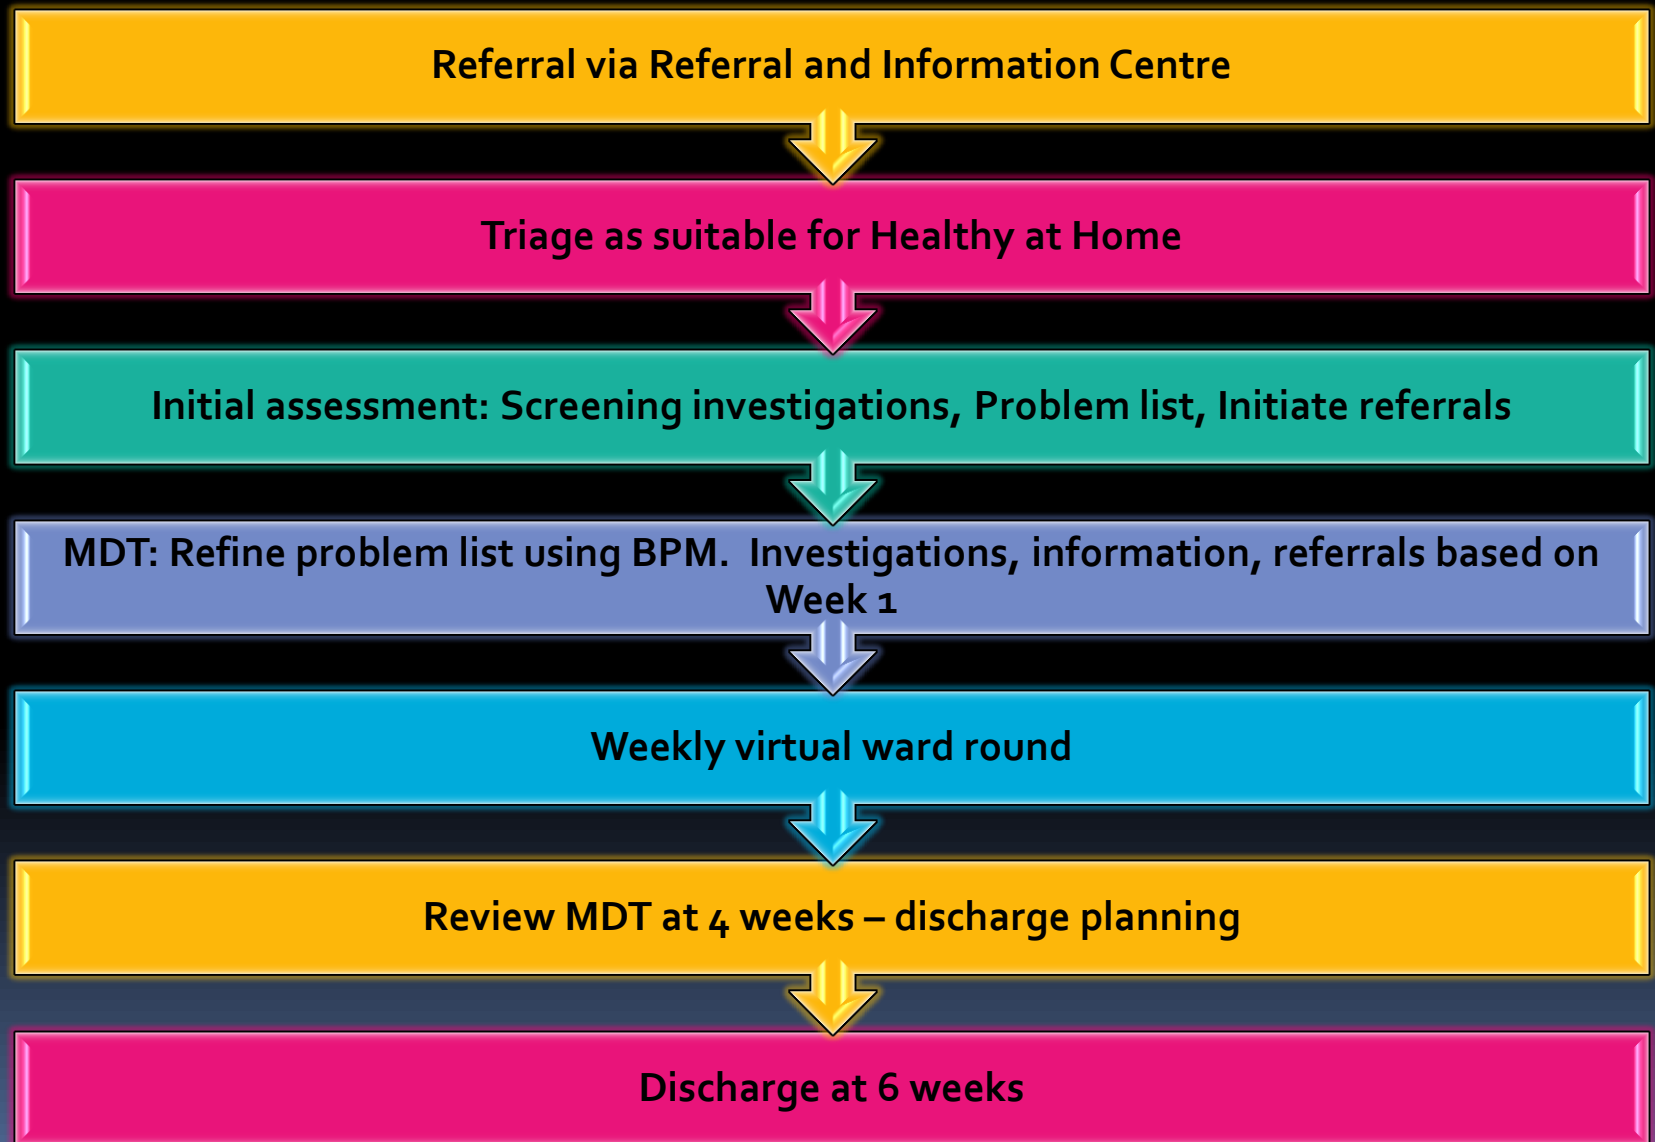 Referral via Referral and Information Centre
Triage as suitable for Healthy at Home
Initial assessment: Screening investigations, Problem list, Initiate referrals
MDT: Refine problem list using BPM.  Investigations, information, referrals based on
Week 1
Weekly virtual ward round
Review MDT at 4 weeks – discharge planning
Discharge at 6 weeks